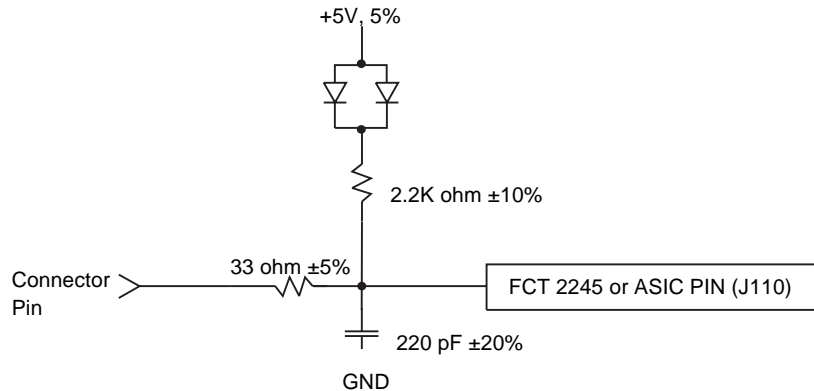 +5V, 5%
2.2K ohm ±10%
33 ohm ±5%
Connector
Pin
FCT 2245 or ASIC PIN (J110)
220 pF ±20%
GND